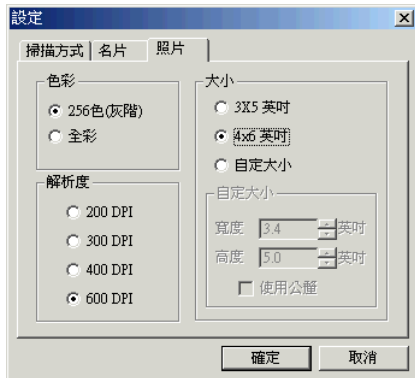 設定
掃描方式 名片 照片
色彩
256色(灰階)
全彩
解析度
200 DPI
300 DPI
400 DPI
600 DPI
大小
3X5 英吋
4x6 英吋
自定大小
自定大小
寬度 3.4 英吋
高度 5.0 英吋
使用公釐
確定 取消